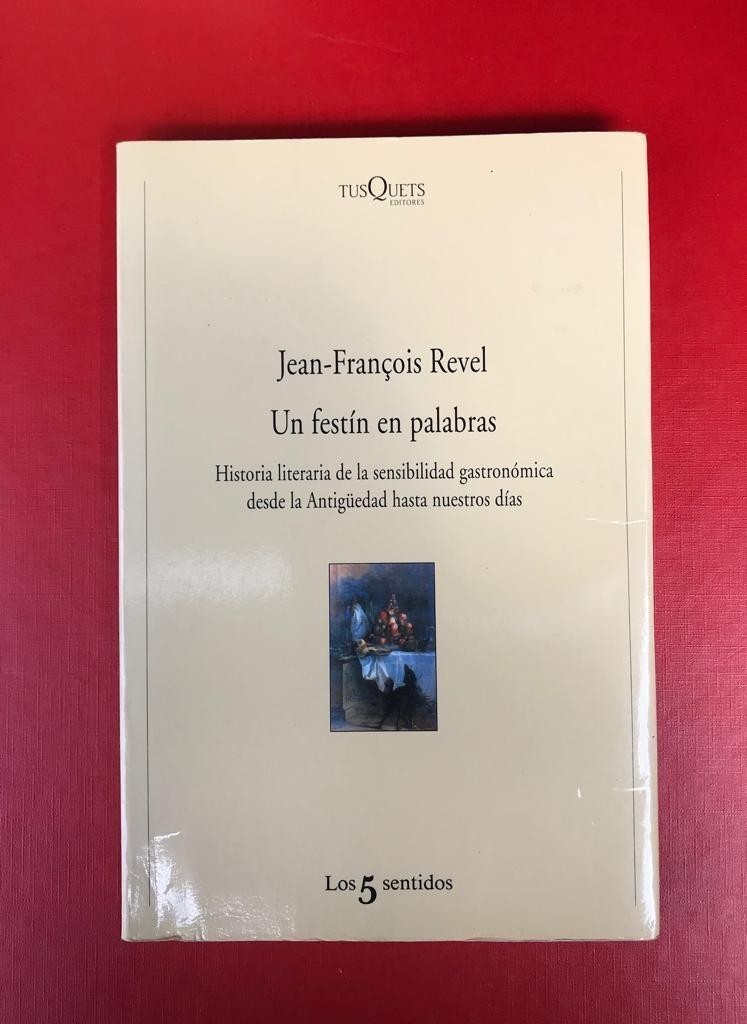 TUSQUETS
EDITORES
Jean-François Revel
Un festín en palabras
Historia literaria de la sensibilidad gastronómica
desde la Antigüedad hasta nuestros días
Los 5 sentidos